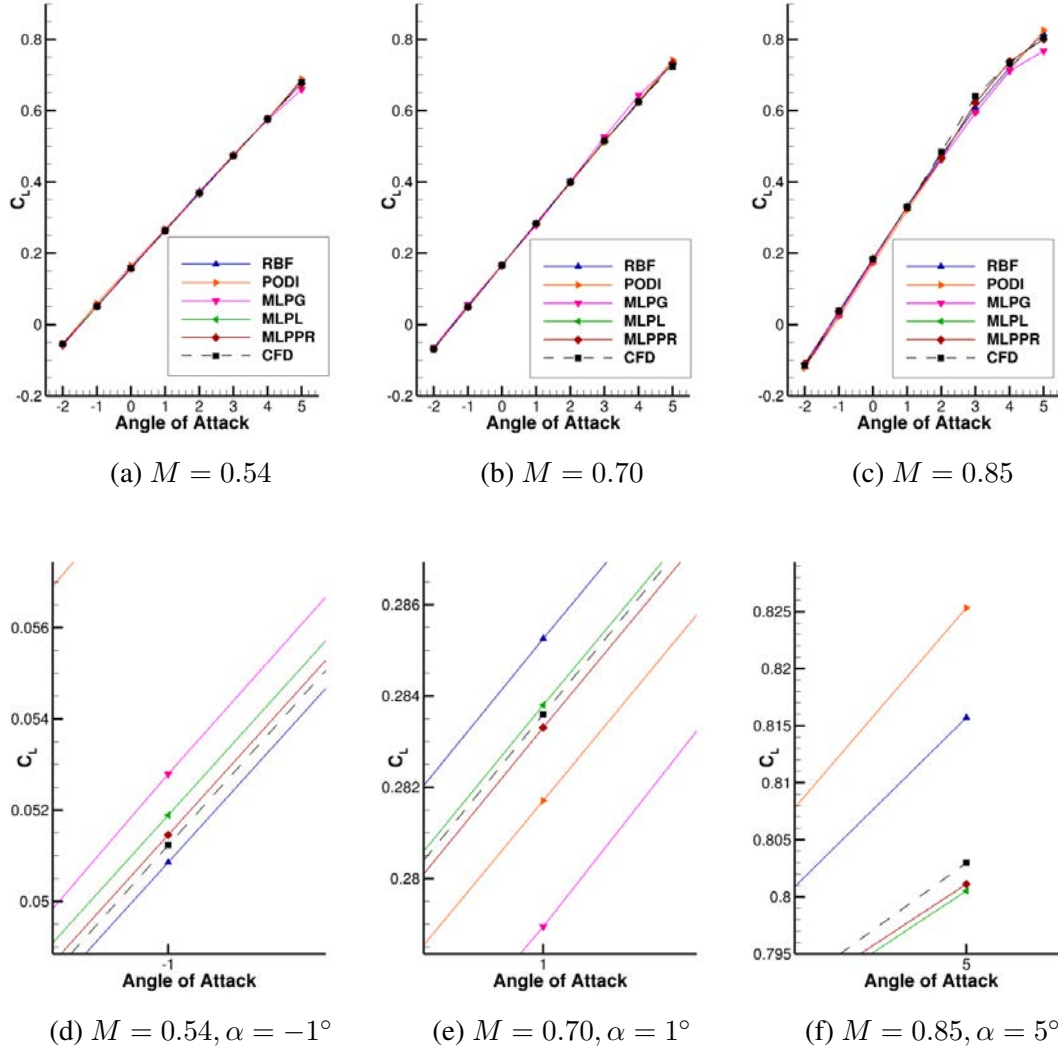 0.8
0.6
0.4
0.2
0
-0.2
C_L
-2 -1 0 1 2 3 4 5
Angle of Attack
RBF
PODI
MLPG
MLPL
MLPPR
CFD
(a) M = 0.54
0.8
0.6
0.4
0.2
0
-0.2
C_L
-2 -1 0 1 2 3 4 5
Angle of Attack
RBF
PODI
MLPG
MLPL
MLPPR
CFD
(b) M = 0.70
0.8
0.6
0.4
0.2
0
-0.2
C_L
-2 -1 0 1 2 3 4 5
Angle of Attack
RBF
PODI
MLPG
MLPL
MLPPR
CFD
(c) M = 0.85
0.056
0.054
0.052
0.05
C_L
-1
Angle of Attack
(d) M = 0.54, α = −1°
0.286
0.284
0.282
0.28
C_L
1
Angle of Attack
(e) M = 0.70, α = 1°
0.825
0.82
0.815
0.81
0.805
0.8
0.795
C_L
5
Angle of Attack
(f) M = 0.85, α = 5°